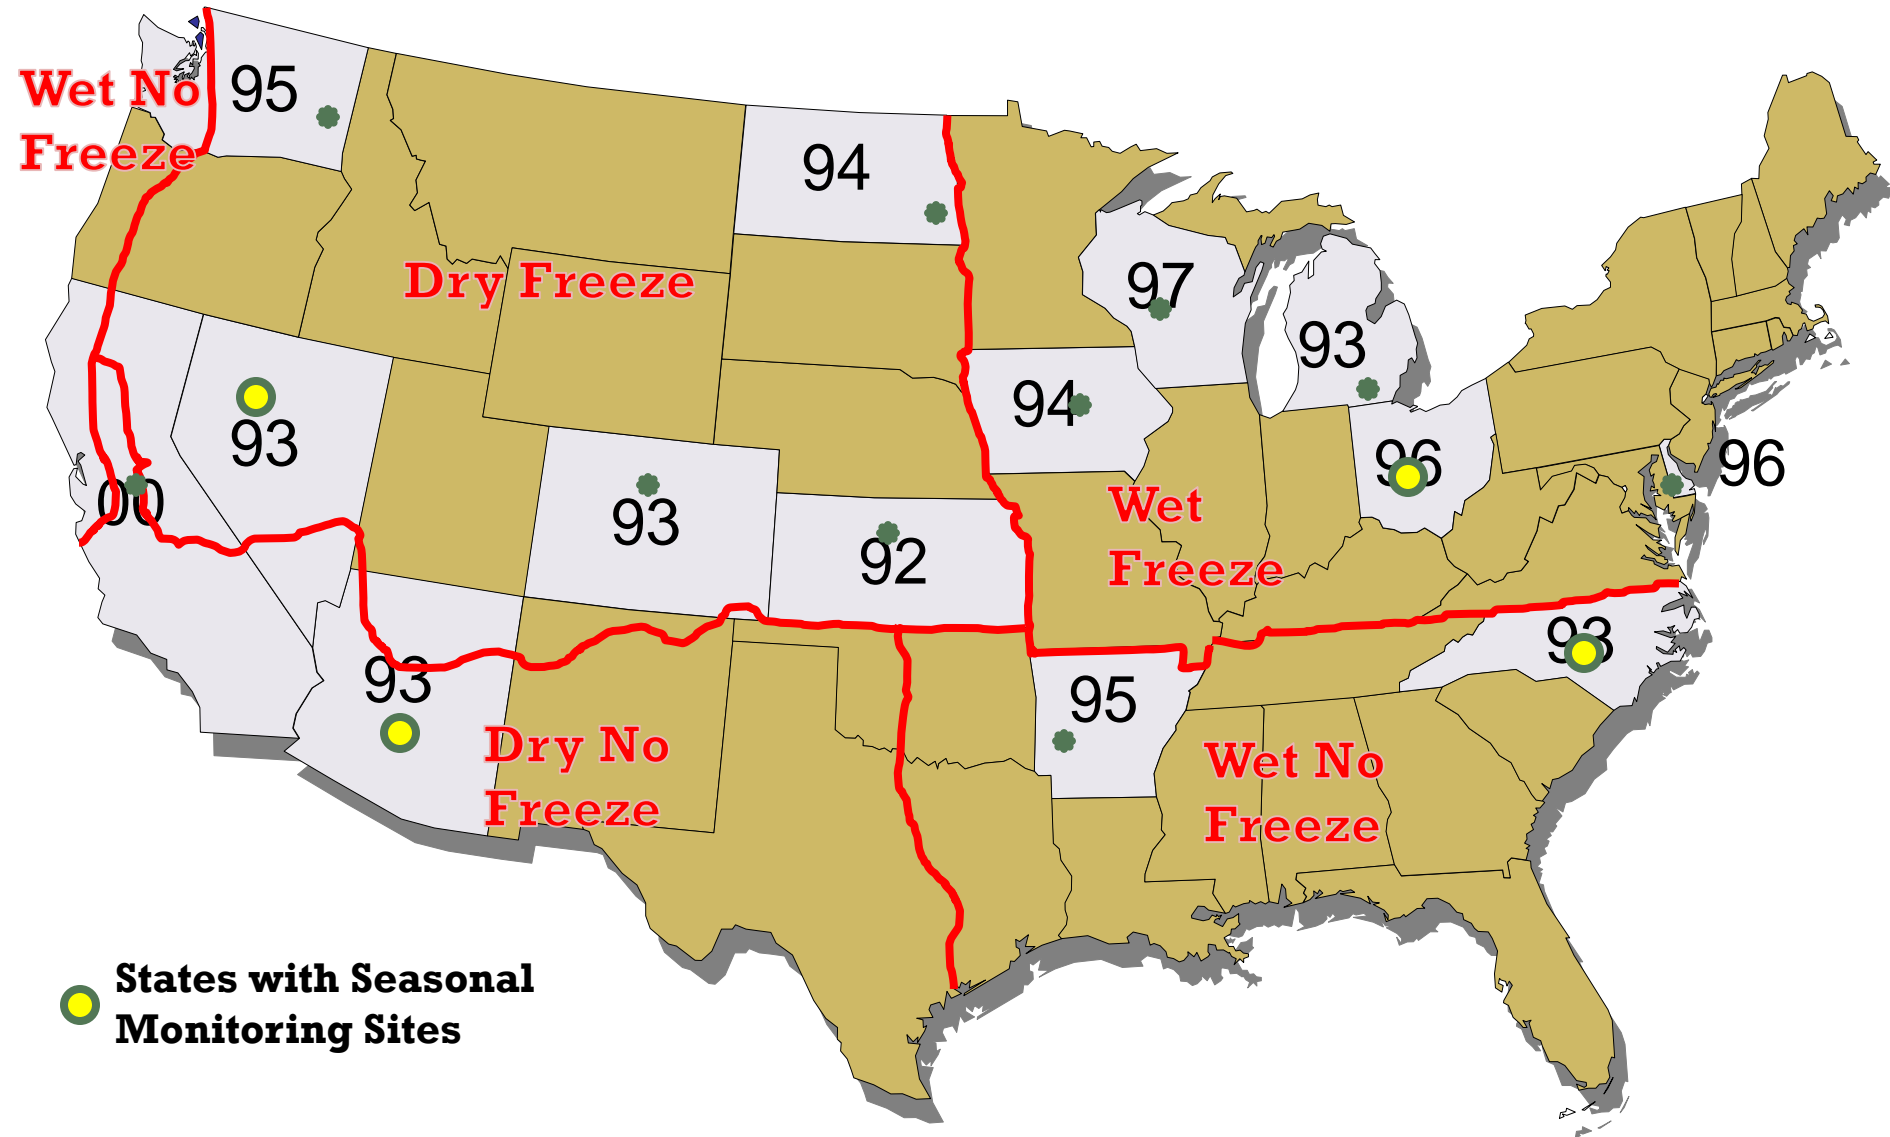 Wet No
Freeze
95
94
Dry Freeze
97
93
94
93
96
96
00
93
92
Wet
Freeze
93
93
95
Dry No
Freeze
Wet No
Freeze
States with Seasonal
Monitoring Sites